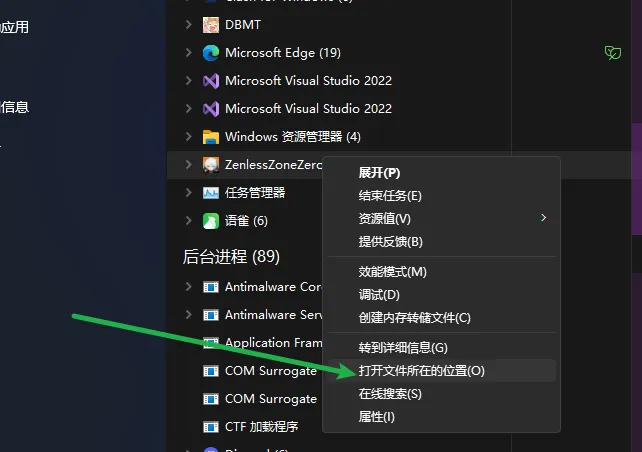 应用
DBMT
Microsoft Edge (19)
Microsoft Visual Studio 2022
信息
Microsoft Visual Studio 2022
Windows 资源管理器 (4)
ZenlessZoneZero
任务管理器
语雀 (6)
后台进程 (89)
Antimalware Cor
Antimalware Serv
Application Fram
COM Surrogate
COM Surrogate
CTF 加载程序
展开(P)
结束任务(E)
资源值(V)
提供反馈(B)
效能模式(M)
调试(D)
创建内存转储文件(C)
转到详细信息(G)
打开文件所在的位置(O)
在线搜索(S)
属性(I)